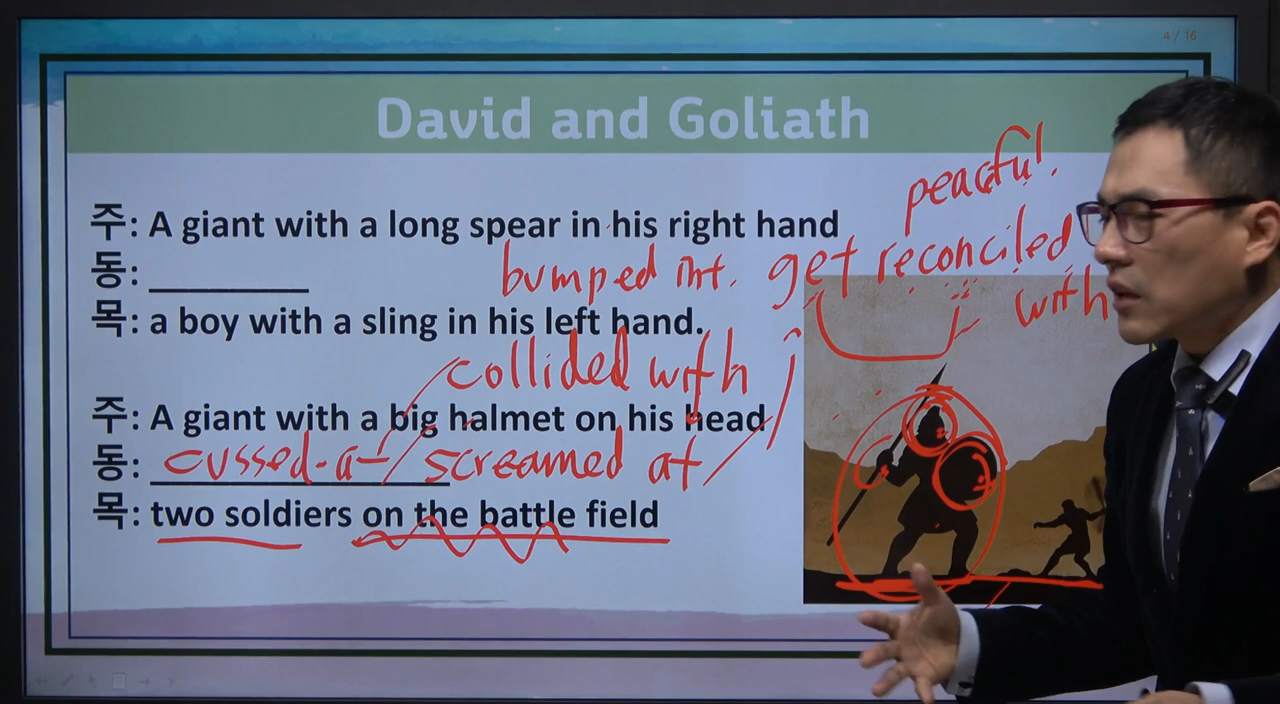 4 / 16
David and Goliath
peacful.
주: A giant with a long spear in his right hand
동: ___________
bumped int. get reconciled with
목: a boy with a sling in his left hand.
collided with
주: A giant with a big halmet on his head
동: cussed-at / screamed at /
목: two soldiers on the battle field